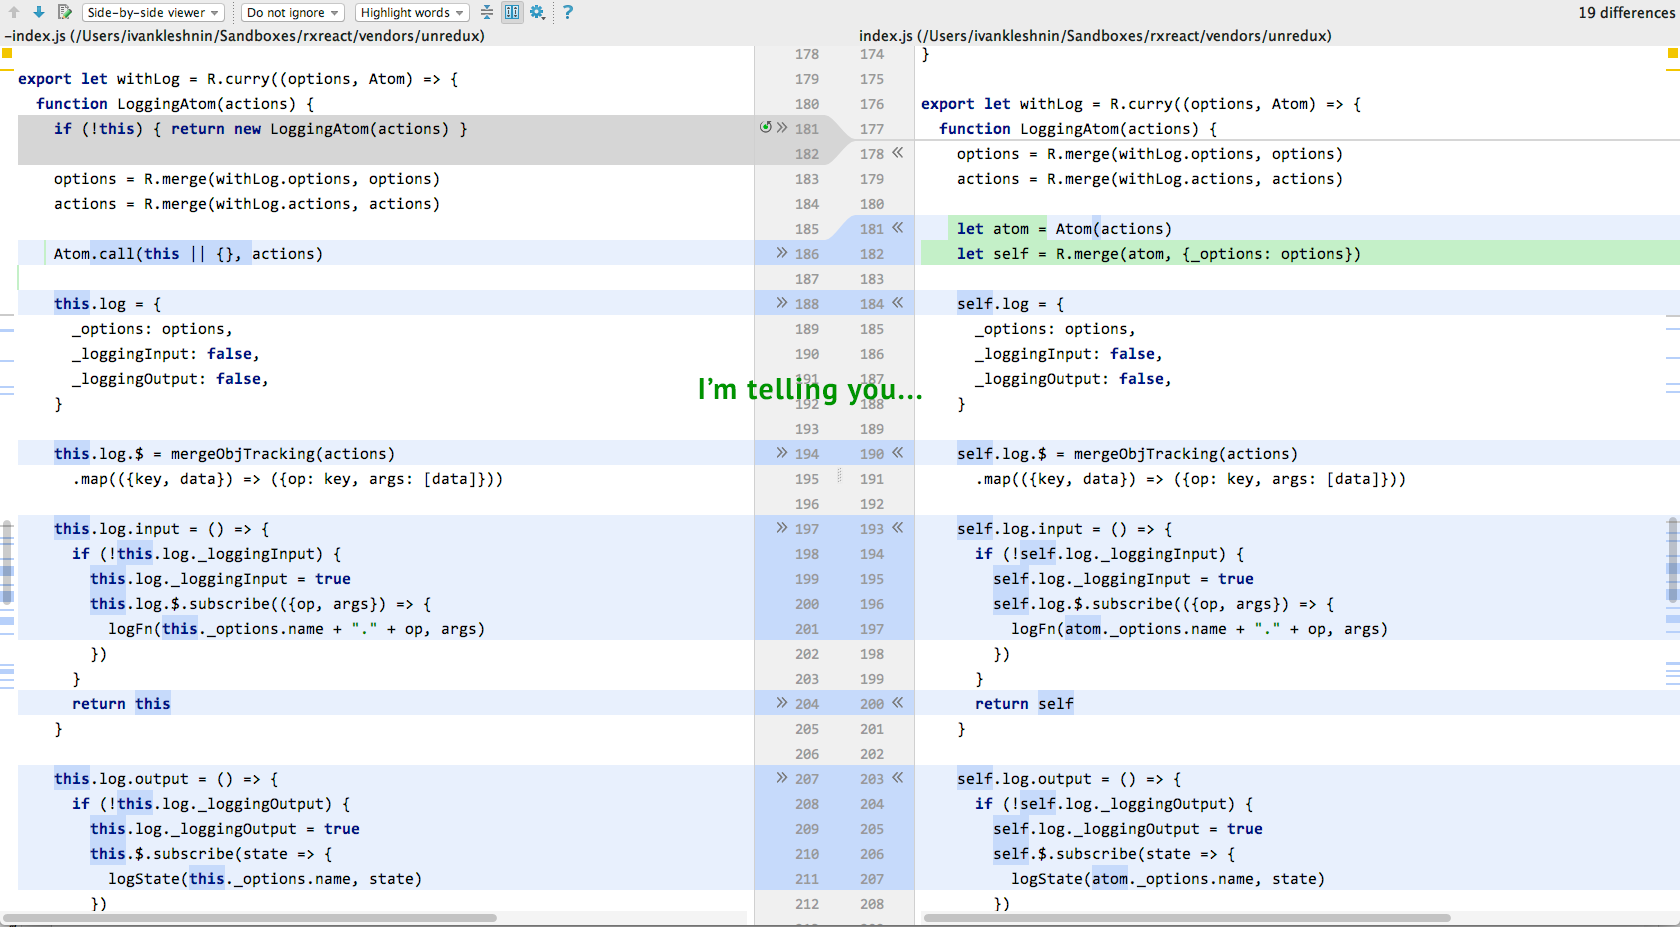 Side-by-side viewer Do not ignore Highlight words ? 19 differences
-index.js (/Users/ivankleshnin/Sandboxes/rxreact/vendors/unredux) index.js (/Users/ivankleshnin/Sandboxes/rxreact/vendors/unredux)
178 174 }
export let withLog = R.curry((options, Atom) => { 179 175
function LoggingAtom(actions) { 180 176 export let withLog = R.curry((options, Atom) => {
if (!this) { return new LoggingAtom(actions) } 181 177 function LoggingAtom(actions) {
182 178 options = R.merge(withLog.options, options)
options = R.merge(withLog.options, options) 183 179 actions = R.merge(withLog.actions, actions)
actions = R.merge(withLog.actions, actions) 184 180
185 181 let atom = Atom(actions)
Atom.call(this || {}, actions) 186 182 let self = R.merge(atom, {_options: options})
187 183
this.log = { 188 184 self.log = {
_options: options, 189 185 _options: options,
_loggingInput: false, 190 186 _loggingInput: false,
_loggingOutput: false, 191 187 _loggingOutput: false,
I'm telling you...
} 192 188 }
193 189
this.log.$ = mergeObjTracking(actions) 194 190 self.log.$ = mergeObjTracking(actions)
.map(({key, data}) => ({op: key, args: [data]})) 195 191 .map(({key, data}) => ({op: key, args: [data]}))
196 192
this.log.input = () => { 197 193 self.log.input = () => {
if (!this.log._loggingInput) { 198 194 if (!self.log._loggingInput) {
this.log._loggingInput = true 199 195 self.log._loggingInput = true
this.log.$.subscribe(({op, args}) => { 200 196 self.log.$.subscribe(({op, args}) => {
logFn(this._options.name + "." + op, args) 201 197 logFn(atom._options.name + "." + op, args)
}) 202 198 })
} 203 199 }
return this 204 200 return self
} 205 201 }
206 202
this.log.output = () => { 207 203 self.log.output = () => {
if (!this.log._loggingOutput) { 208 204 if (!self.log._loggingOutput) {
this.log._loggingOutput = true 209 205 self.log._loggingOutput = true
this.$.subscribe(state => { 210 206 self.$.subscribe(state => {
logState(this._options.name, state) 211 207 logState(atom._options.name, state)
}) 212 208 })